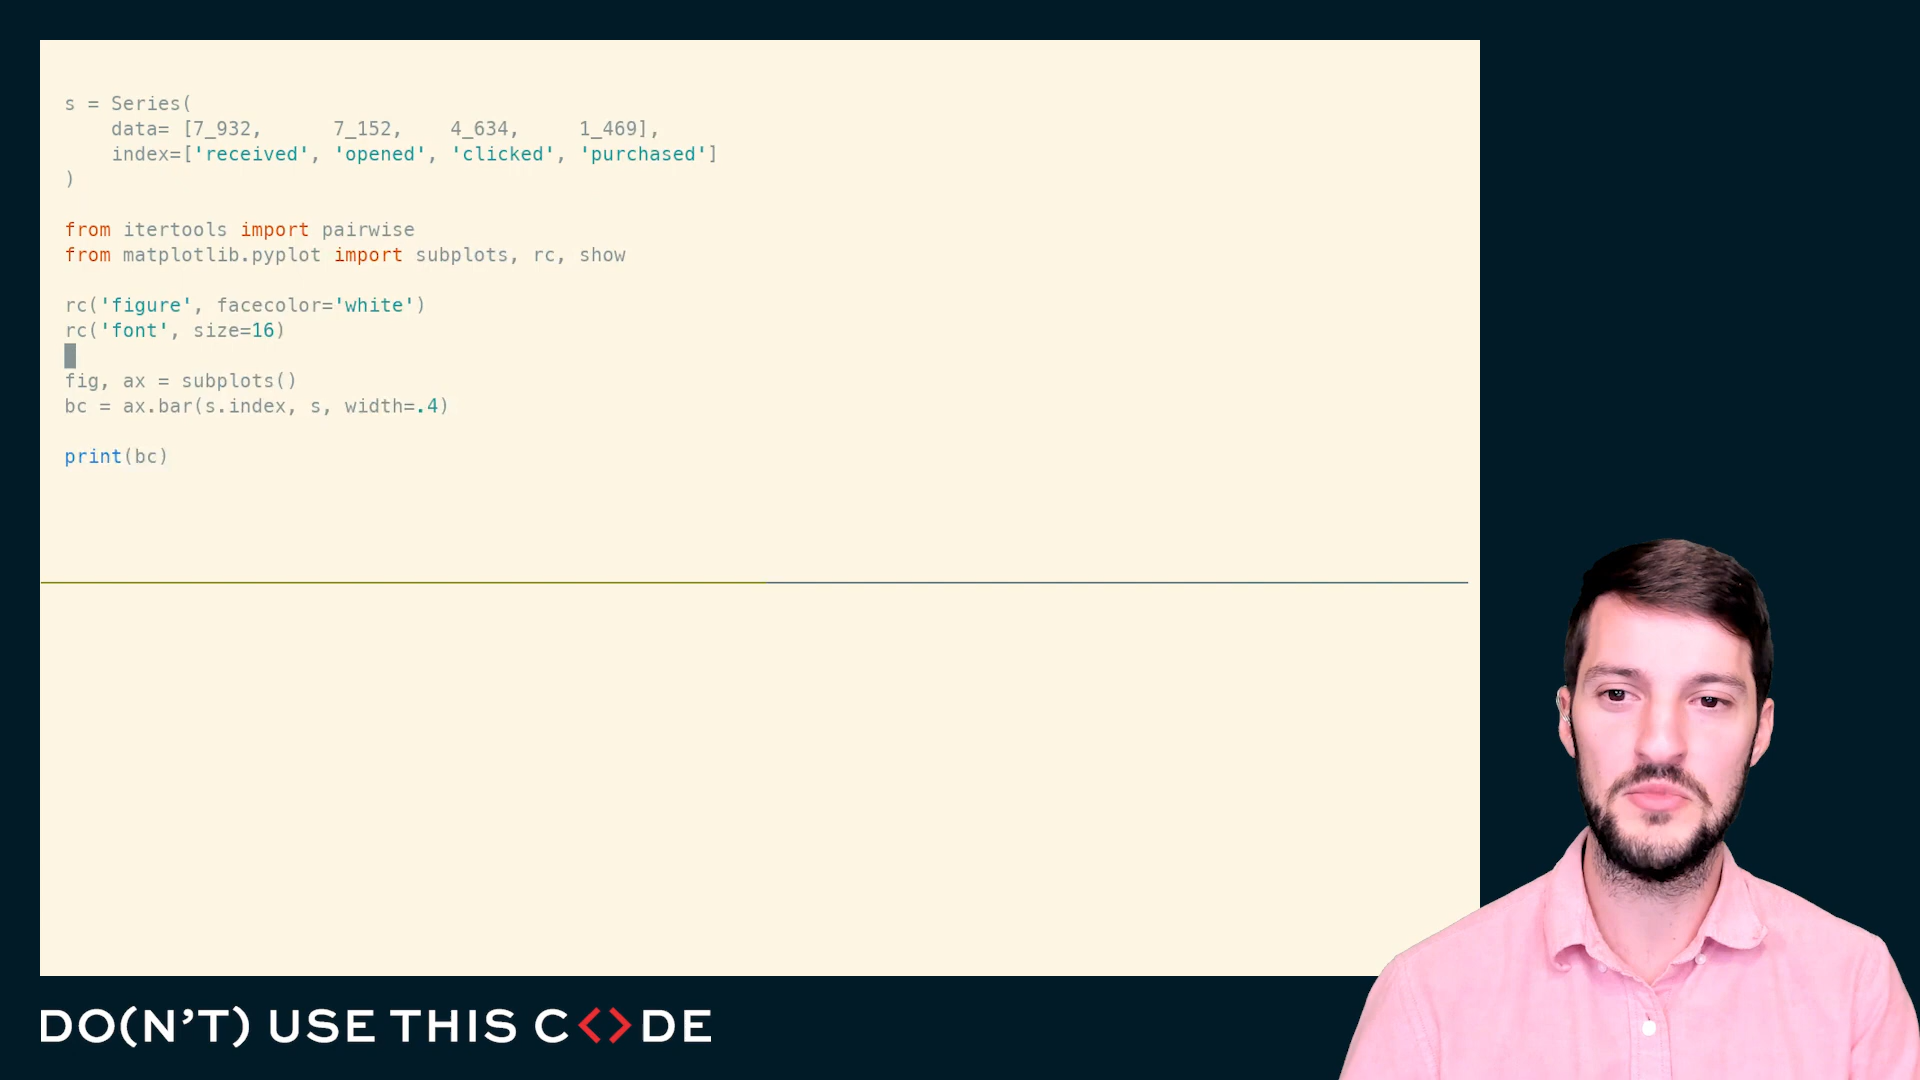 s = Series(
    data= [7_932,      7_152,    4_634,     1_469],
    index=['received', 'opened', 'clicked', 'purchased']
)
from itertools import pairwise
from matplotlib.pyplot import subplots, rc, show
rc('figure', facecolor='white')
rc('font', size=16)
fig, ax = subplots()
bc = ax.bar(s.index, s, width=.4)
print(bc)
DO(N'T) USE THIS C<>DE